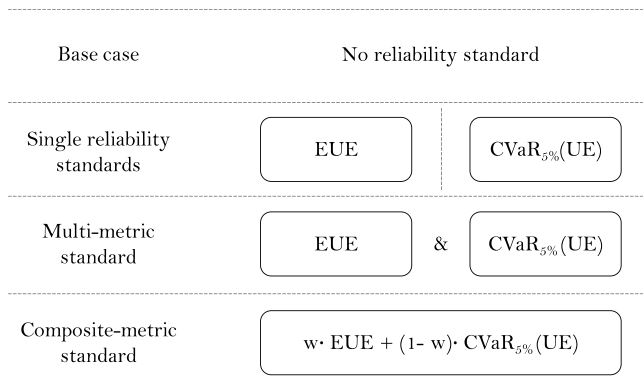 Base case
No reliability standard
Single reliability
standards
EUE
CVaR5%(UE)
Multi-metric
standard
EUE
&
CVaR5%(UE)
Composite-metric
standard
w· EUE + (1- w)· CVaR5%(UE)